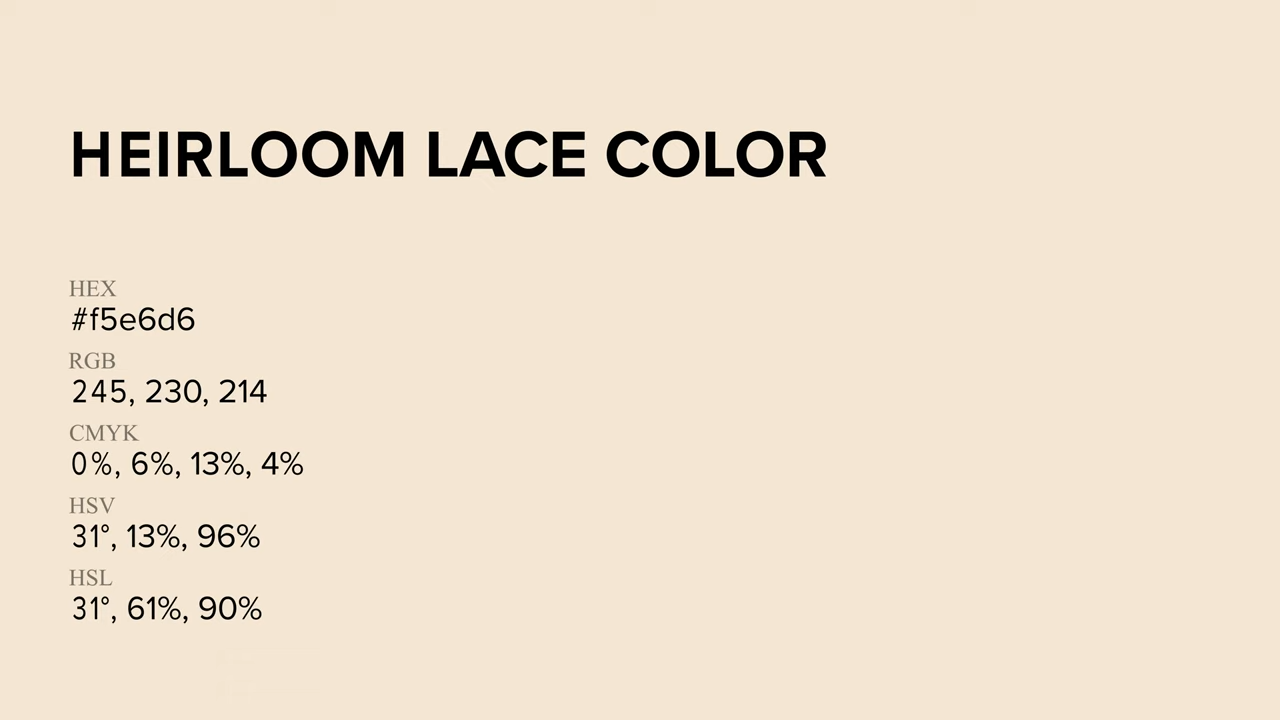 HEIRLOOM LACE COLOR
HEX
#f5e6d6
RGB
245, 230, 214
CMYK
0%, 6%, 13%, 4%
HSV
31°, 13%, 96%
HSL
31°, 61%, 90%